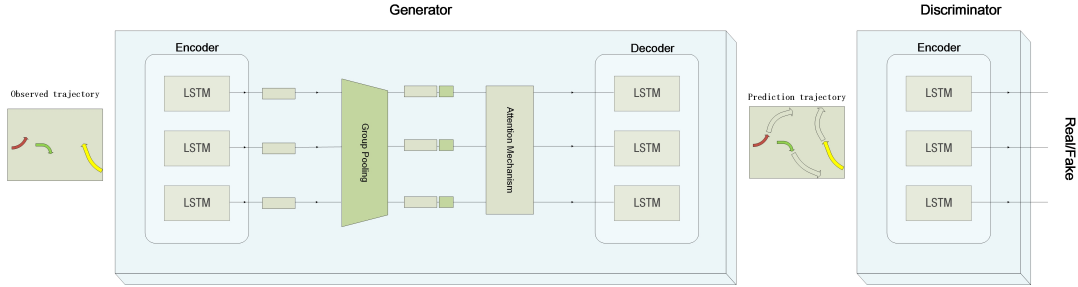 Generator
Discriminator
Encoder
Decoder
Encoder
Observed trajectory
Prediction trajectory
LSTM
LSTM
LSTM
LSTM
LSTM
LSTM
LSTM
LSTM
LSTM
Group Pooling
Attention Mechanism
Real/Fake